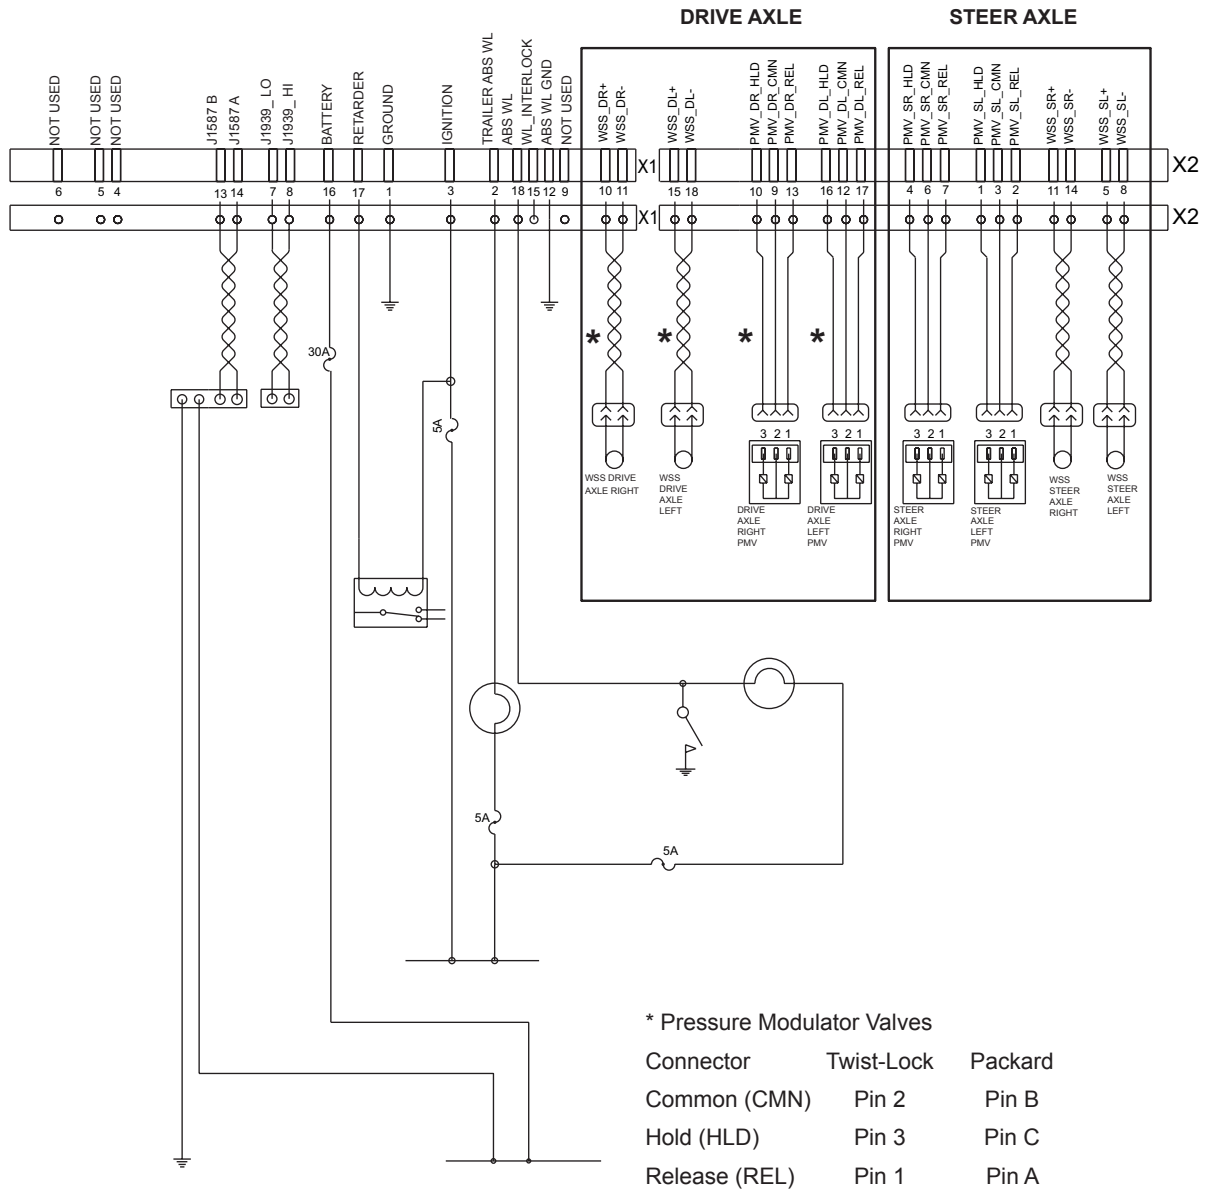 DRIVE AXLE
STEER AXLE
NOT USED
NOT USED
NOT USED
J1587 B
J1587 A
J1939_ LO
J1939_ HI
BATTERY
RETARDER
GROUND
IGNITION
TRAILER ABS WL
ABS WL
WL_INTERLOCK
ABS WL GND
NOT USED
WSS_DR+
WSS_DR-
WSS_DL+
WSS_DL-
PMV_DR_HLD
PMV_DR_CMN
PMV_DR_REL
PMV_DL_HLD
PMV_DL_CMN
PMV_DL_REL
PMV_SR_HLD
PMV_SR_CMN
PMV_SR_REL
PMV_SL_HLD
PMV_SL_CMN
PMV_SL_REL
WSS_SR+
WSS_SR-
WSS_SL+
WSS_SL-
X1
X2
6 5 4 13 14 7 8 16 17 1 3 2 18 15 12 9 10 11 15 18 10 9 13 16 12 17 4 6 7 1 3 2 11 14 5 8
X1
X2
* * * *
30A
5A
3 2 1
3 2 1
3 2 1
3 2 1
WSS DRIVE
AXLE RIGHT
WSS
DRIVE
AXLE
LEFT
DRIVE
AXLE
RIGHT
PMV
DRIVE
AXLE
LEFT
PMV
STEER
AXLE
RIGHT
PMV
STEER
AXLE
LEFT
PMV
WSS
STEER
AXLE
RIGHT
WSS
STEER
AXLE
LEFT
5A
5A
* Pressure Modulator Valves
Connector Twist-Lock Packard
Common (CMN) Pin 2 Pin B
Hold (HLD) Pin 3 Pin C
Release (REL) Pin 1 Pin A